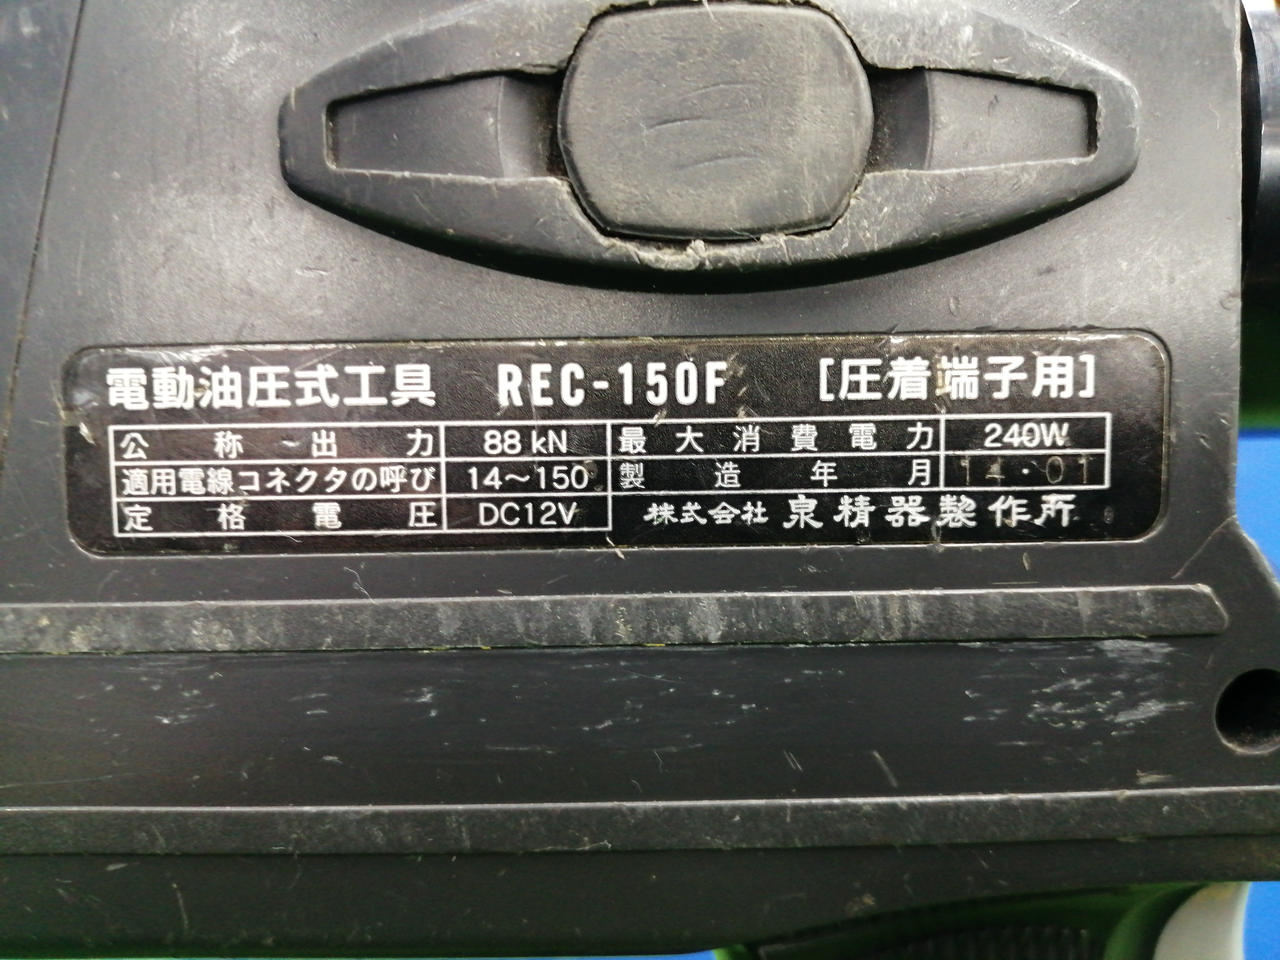 電動油圧式工具 REC-150F [圧着端子用]
公称出力 88 kN 最大消費電力 240W
適用電線コネクタの呼び 14～150 製造年月 14・01
定格電圧 DC12V 株式会社 泉精器製作所